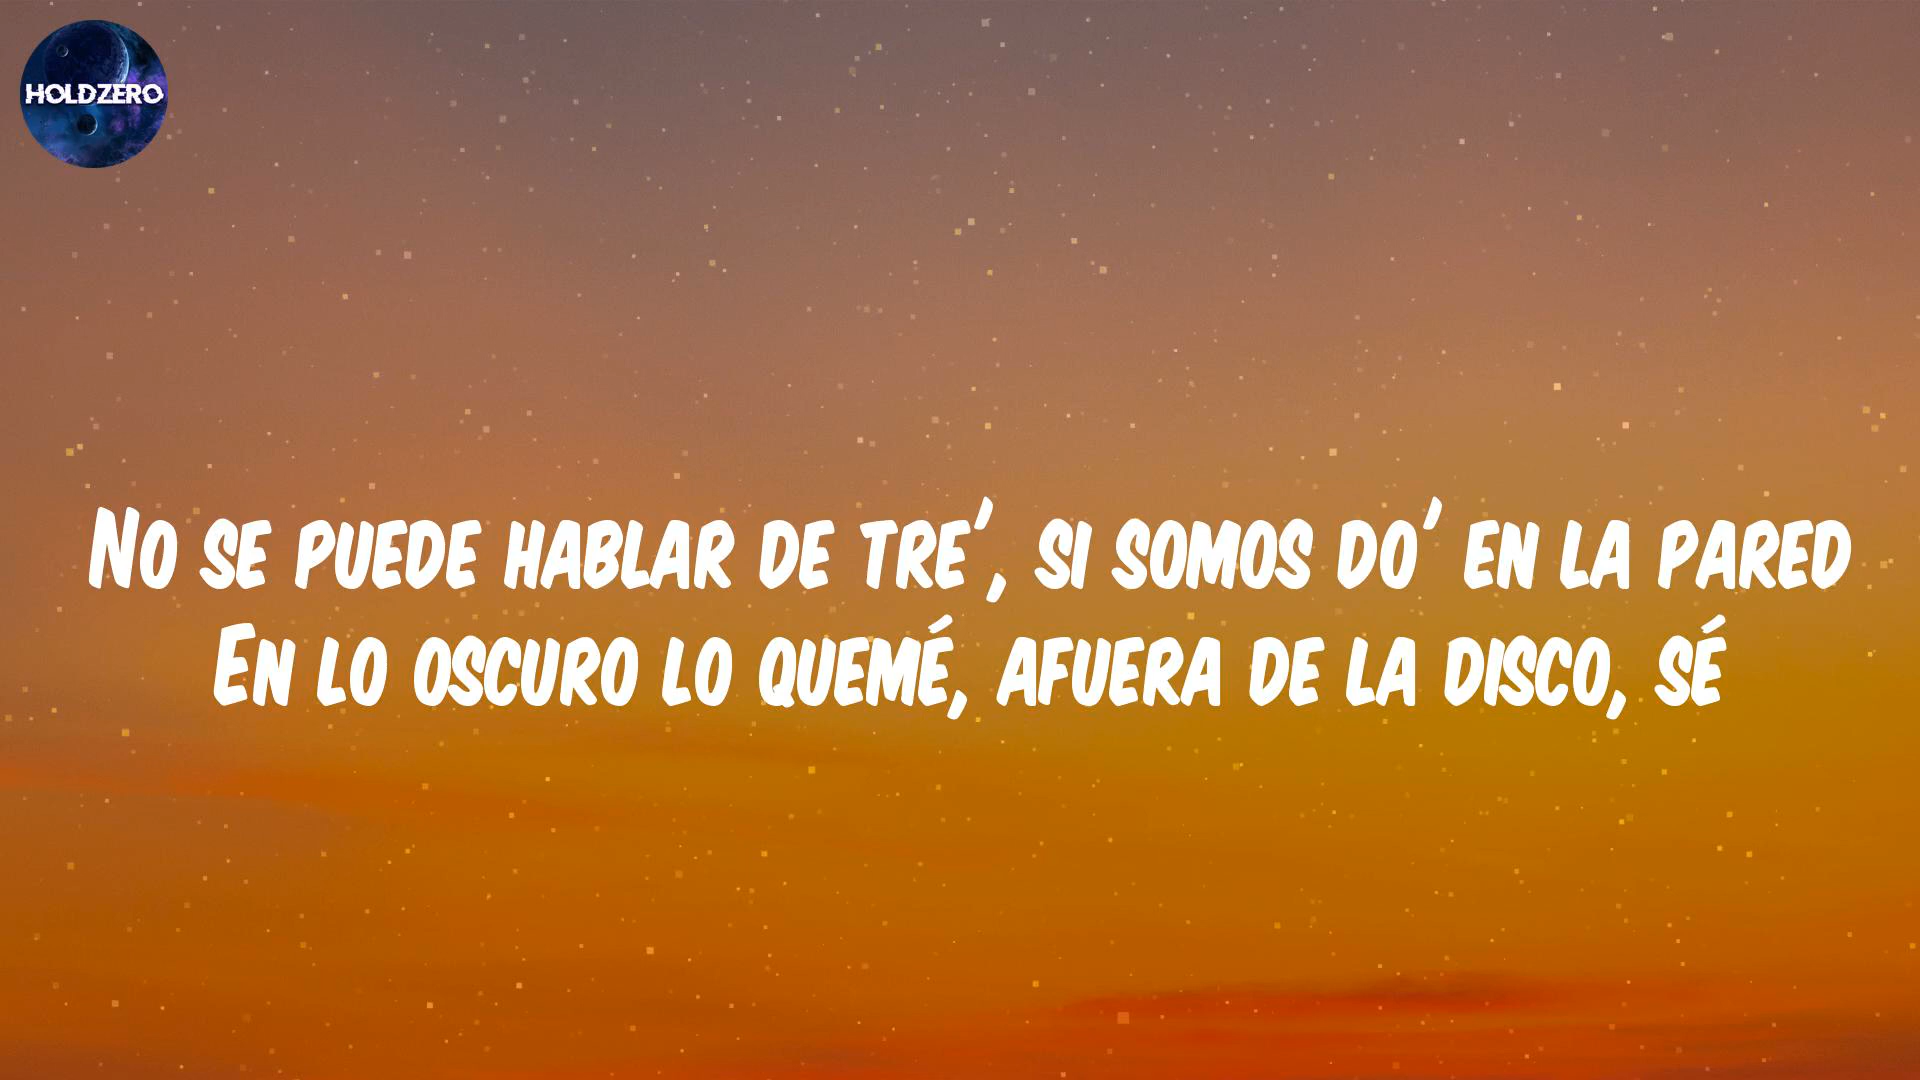 HOLDZERO
No se puede hablar de tre', si somos do' en la pared
En lo oscuro lo quemé, afuera de la disco, sé